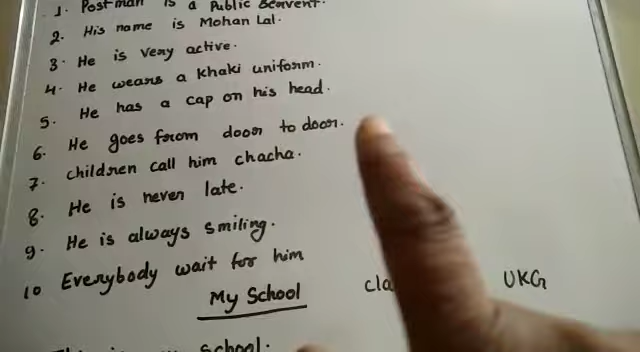 1. Postman is a Public Servent.
2. His name is Mohan Lal.
3. He is very active.
4. He wears a khaki uniform.
5. He has a cap on his head.
6. He goes from door to door.
7. children call him chacha.
8. He is never late.
9. He is always smiling.
10 Everybody wait for him
My School cla UKG
school.